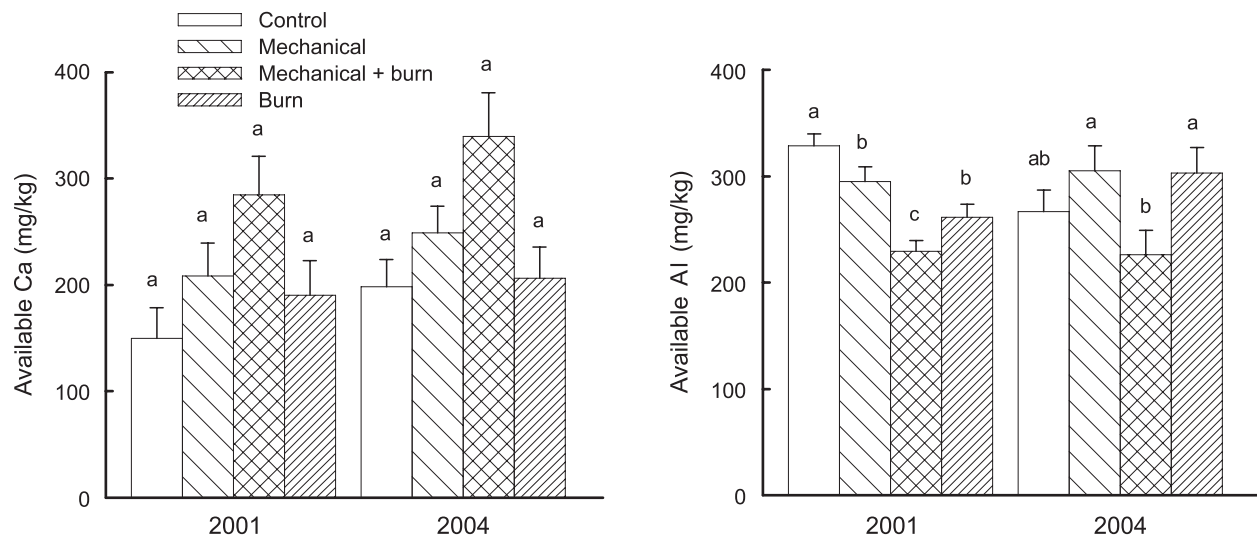 Control
Mechanical
Mechanical + burn
Burn
Available Ca (mg/kg)
400
300
200
100
0
a
a
a
a
a
a
a
a
2001
2004
Available Al (mg/kg)
400
300
200
100
0
a
b
c
b
ab
a
b
a
2001
2004